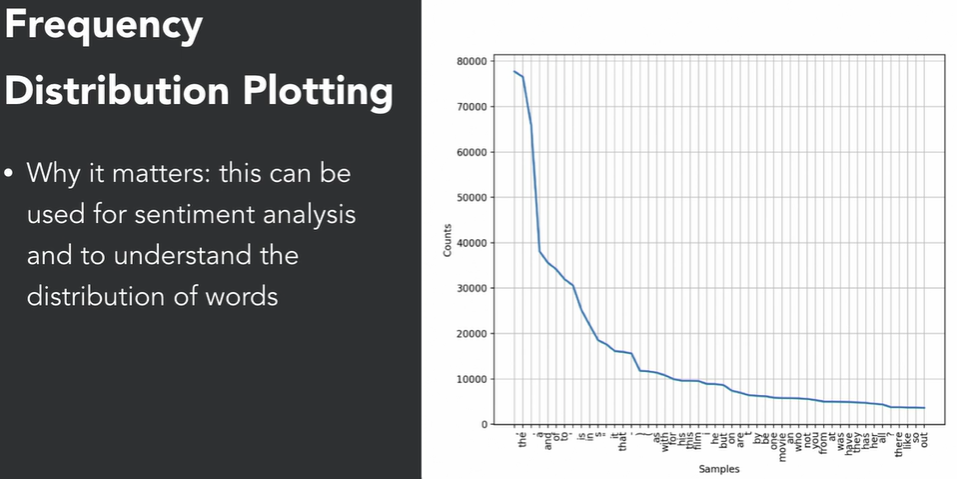 Frequency
Distribution Plotting
• Why it matters: this can be
used for sentiment analysis
and to understand the
distribution of words
80000
70000
60000
50000
40000
30000
20000
10000
0
Counts
, the . a and of to ' is in s " it that - ) ( as with for his this film i he but on are t by be one movie an who not you from at was have they has her all ? there like so out
Samples